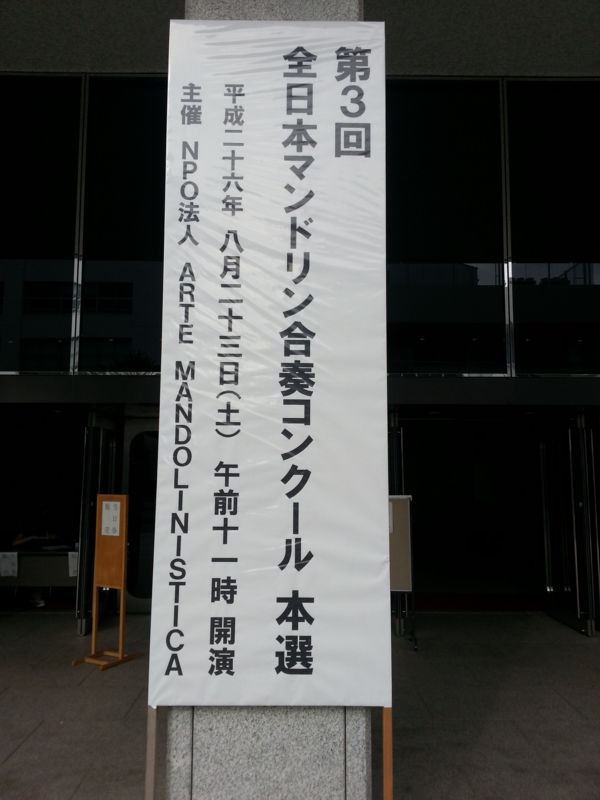 第3回
全日本マンドリン合奏コンクール 本選
平成二十六年 八月二十三日(土) 午前十一時 開演
主催 NPO法人 ARTE MANDOLINISTICA